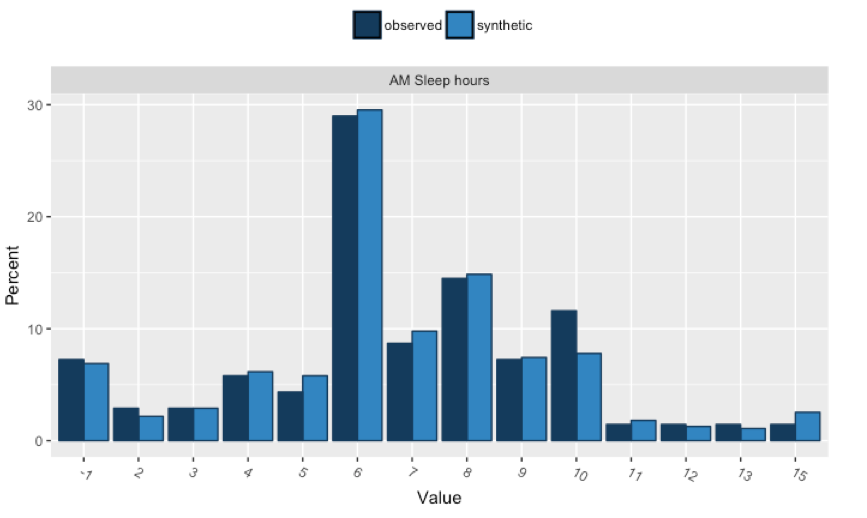 observed synthetic
AM Sleep hours
30
20
10
0
Percent
-1 2 3 4 5 6 7 8 9 10 11 12 13 15
Value